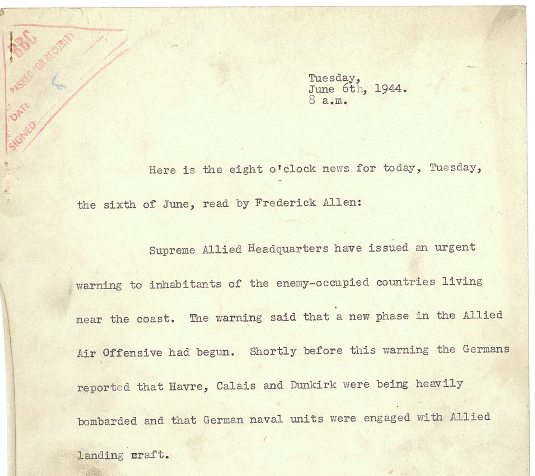 BBC
PASSED FOR SECURITY
DATE
SIGNED
Tuesday,
June 6th, 1944.
8 a.m.
Here is the eight o'clock news for today, Tuesday,
the sixth of June, read by Frederick Allen:
Supreme Allied Headquarters have issued an urgent
warning to inhabitants of the enemy-occupied countries living
near the coast. The warning said that a new phase in the Allied
Air Offensive had begun. Shortly before this warning the Germans
reported that Havre, Calais and Dunkirk were being heavily
bombarded and that German naval units were engaged with Allied
landing craft.